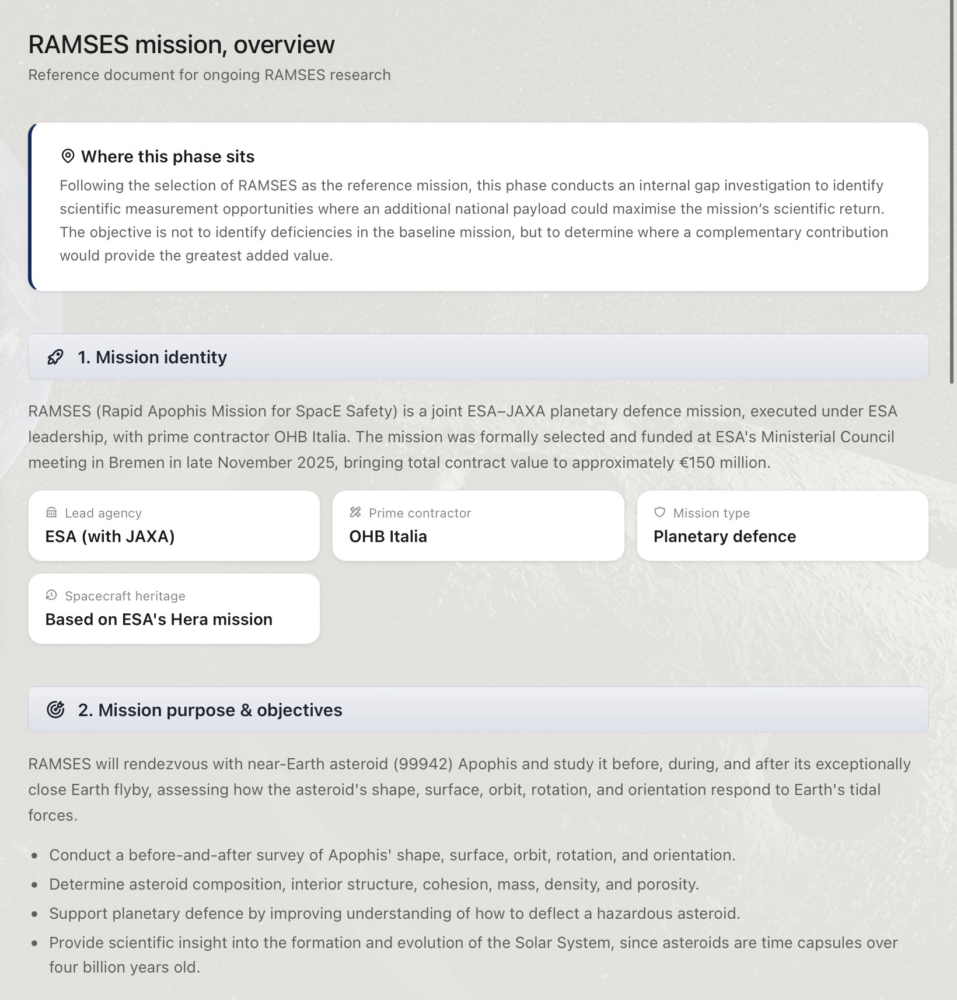 RAMSES mission, overview
Reference document for ongoing RAMSES research
Where this phase sits
Following the selection of RAMSES as the reference mission, this phase conducts an internal gap investigation to identify
scientific measurement opportunities where an additional national payload could maximise the mission’s scientific return.
The objective is not to identify deficiencies in the baseline mission, but to determine where a complementary contribution
would provide the greatest added value.
1. Mission identity
RAMSES (Rapid Apophis Mission for SpacE Safety) is a joint ESA–JAXA planetary defence mission, executed under ESA
leadership, with prime contractor OHB Italia. The mission was formally selected and funded at ESA's Ministerial Council
meeting in Bremen in late November 2025, bringing total contract value to approximately €150 million.
Lead agency
ESA (with JAXA)
Prime contractor
OHB Italia
Mission type
Planetary defence
Spacecraft heritage
Based on ESA's Hera mission
2. Mission purpose & objectives
RAMSES will rendezvous with near-Earth asteroid (99942) Apophis and study it before, during, and after its exceptionally
close Earth flyby, assessing how the asteroid's shape, surface, orbit, rotation, and orientation respond to Earth's tidal
forces.
• Conduct a before-and-after survey of Apophis' shape, surface, orbit, rotation, and orientation.
• Determine asteroid composition, interior structure, cohesion, mass, density, and porosity.
• Support planetary defence by improving understanding of how to deflect a hazardous asteroid.
• Provide scientific insight into the formation and evolution of the Solar System, since asteroids are time capsules over
four billion years old.